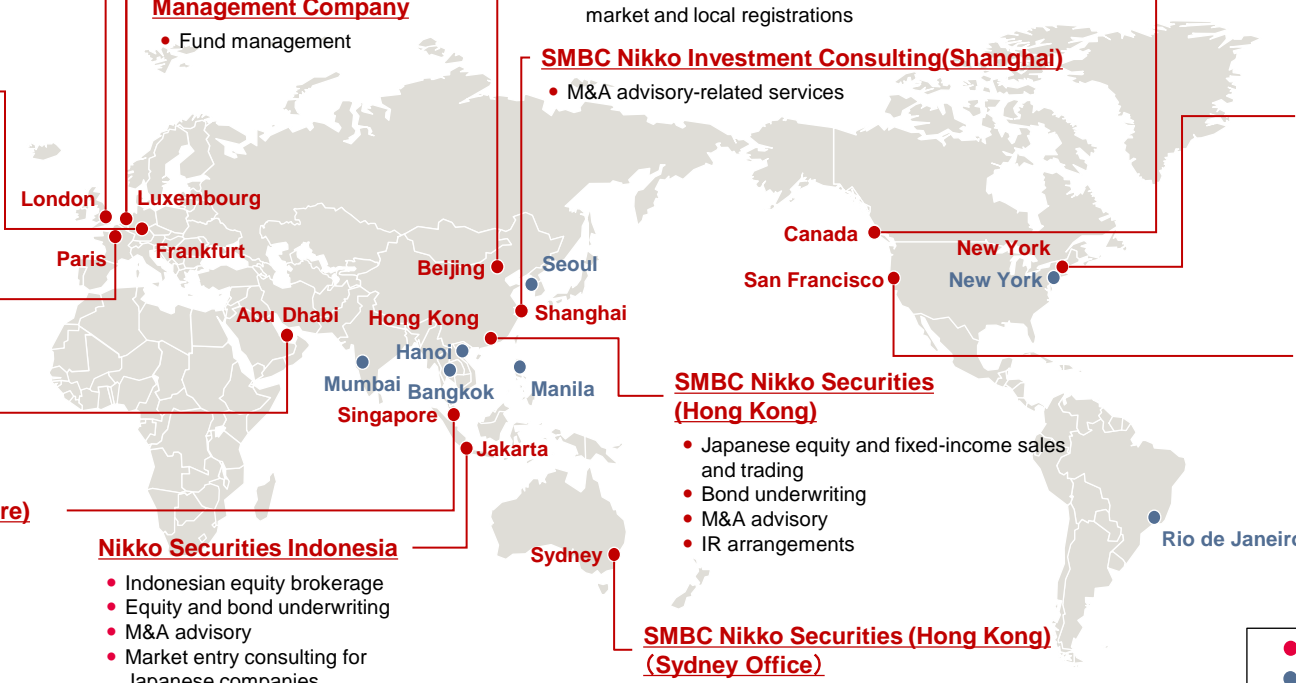 Management Company
• Fund management
market and local registrations
SMBC Nikko Investment Consulting(Shanghai)
• M&A advisory-related services
London
Luxembourg
Paris
Frankfurt
Beijing
Seoul
Shanghai
Abu Dhabi
Hong Kong
Hanoi
Mumbai
Bangkok
Manila
Singapore
Jakarta
Sydney
Canada
New York
San Francisco
New York
Rio de Janeiro
SMBC Nikko Securities
(Hong Kong)
• Japanese equity and fixed-income sales
and trading
• Bond underwriting
• M&A advisory
• IR arrangements
re)
Nikko Securities Indonesia
• Indonesian equity brokerage
• Equity and bond underwriting
• M&A advisory
• Market entry consulting for
Japanese companies
SMBC Nikko Securities (Hong Kong)
（Sydney Office）